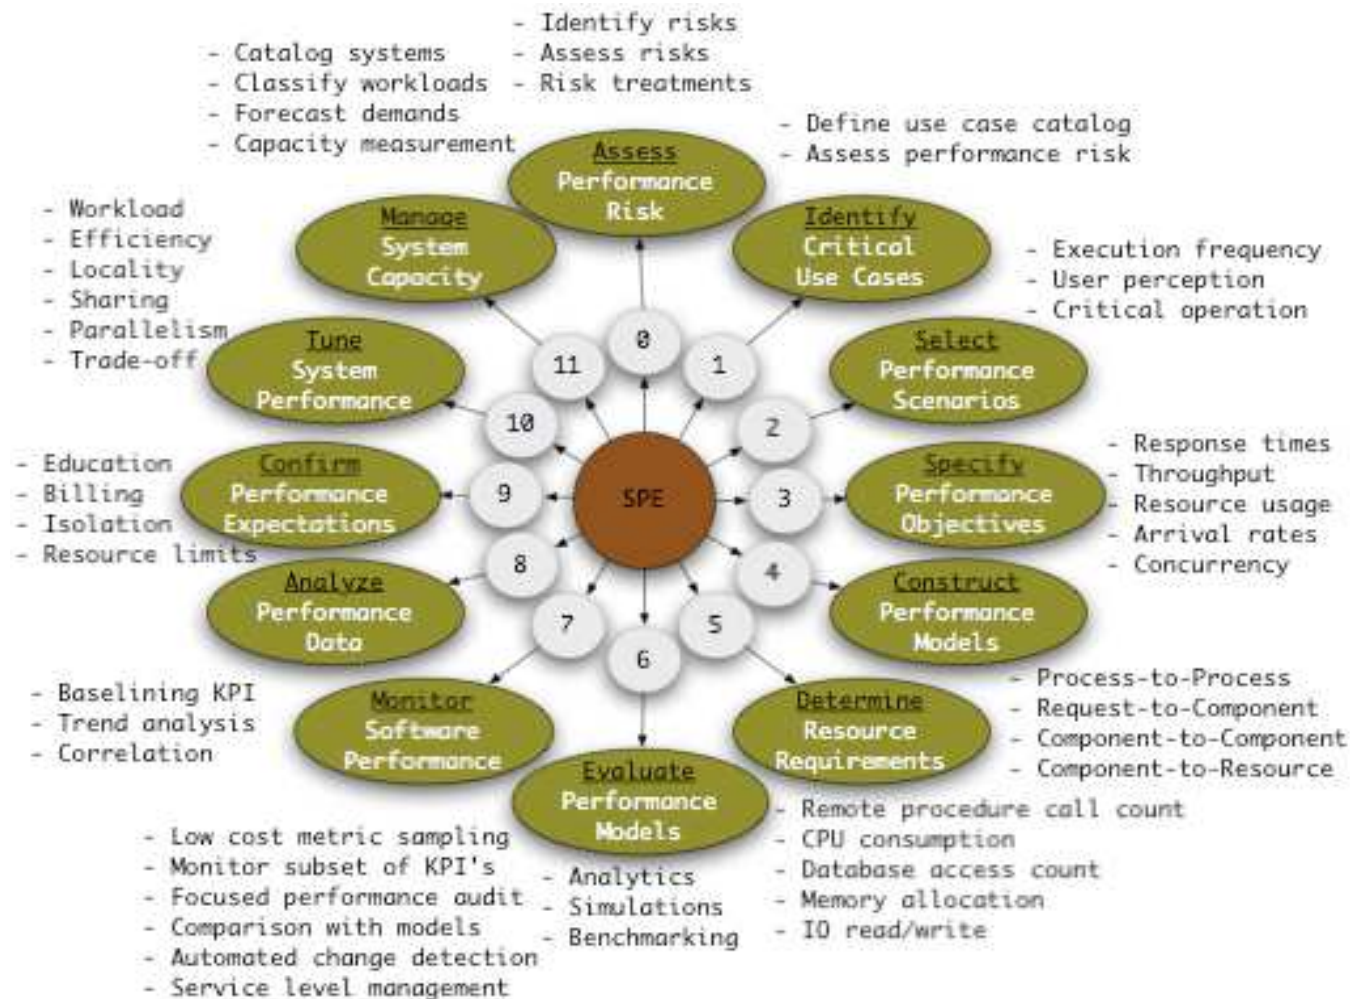 - Identify risks
- Assess risks
- Risk treatments
- Catalog systems
- Classify workloads
- Forecast demands
- Capacity measurement
- Define use case catalog
- Assess performance risk
Assess
Performance
Risk
Manage
System
Capacity
Identify
Critical
Use Cases
- Workload
- Efficiency
- Locality
- Sharing
- Parallelism
- Trade-off
- Execution frequency
- User perception
- Critical operation
Tune
System
Performance
Select
Performance
Scenarios
0
11
1
10
2
9
SPE
3
8
4
7
5
6
- Education
- Billing
- Isolation
- Resource limits
Confirm
Performance
Expectations
Specify
Performance
Objectives
- Response times
- Throughput
- Resource usage
- Arrival rates
- Concurrency
Analyze
Performance
Data
Construct
Performance
Models
- Baselining KPI
- Trend analysis
- Correlation
Monitor
Software
Performance
Determine
Resource
Requirements
- Process-to-Process
- Request-to-Component
- Component-to-Component
- Component-to-Resource
Evaluate
Performance
Models
- Low cost metric sampling
- Monitor subset of KPI's
- Focused performance audit
- Comparison with models
- Automated change detection
- Service level management
- Analytics
- Simulations
- Benchmarking
- Remote procedure call count
- CPU consumption
- Database access count
- Memory allocation
- IO read/write